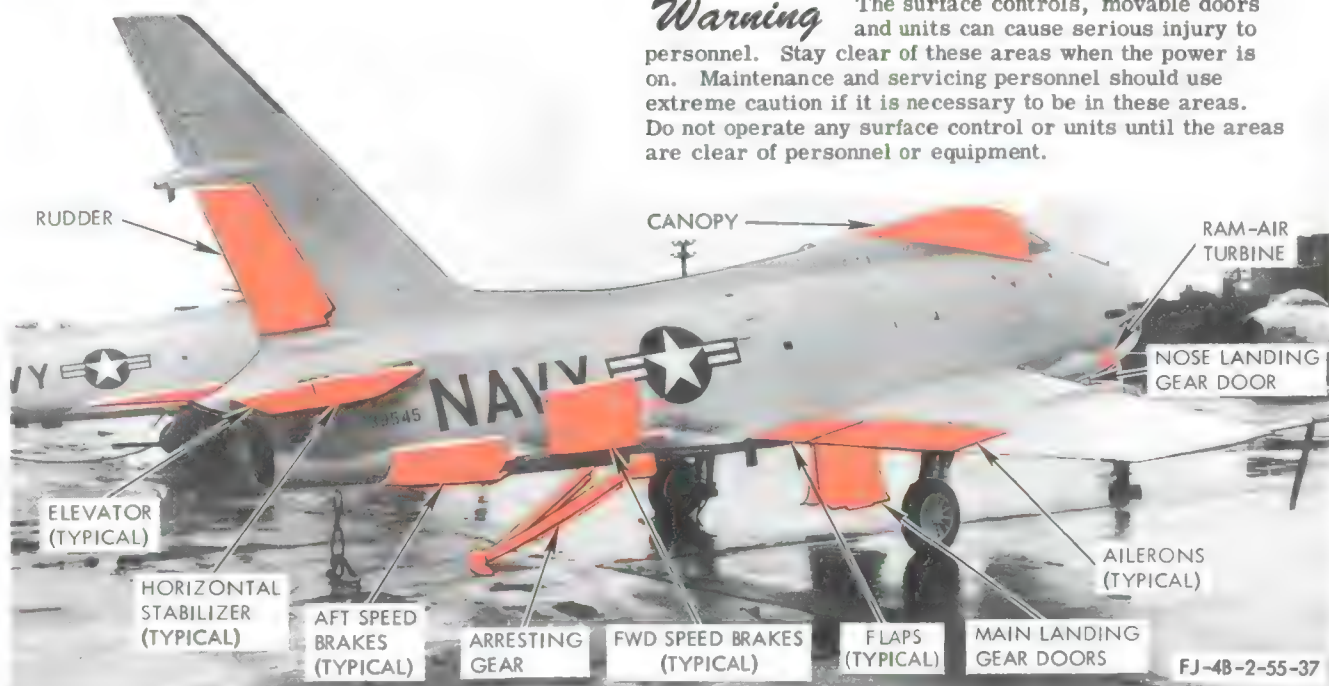 Warning The surface controls, movable doors
and units can cause serious injury to
personnel. Stay clear of these areas when the power is
on. Maintenance and servicing personnel should use
extreme caution if it is necessary to be in these areas.
Do not operate any surface control or units until the areas
are clear of personnel or equipment.
RUDDER
CANOPY
RAM-AIR
TURBINE
NOSE LANDING
GEAR DOOR
VY
NAVY
39545
ELEVATOR
(TYPICAL)
HORIZONTAL
STABILIZER
(TYPICAL)
AFT SPEED
BRAKES
(TYPICAL)
ARRESTING
GEAR
FWD SPEED BRAKES
(TYPICAL)
FLAPS
(TYPICAL)
MAIN LANDING
GEAR DOORS
AILERONS
(TYPICAL)
FJ-4B-2-55-37